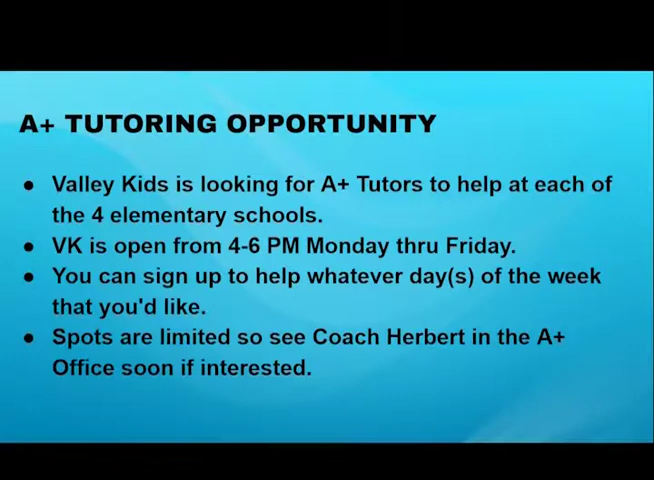 A+ TUTORING OPPORTUNITY
● Valley Kids is looking for A+ Tutors to help at each of
the 4 elementary schools.
● VK is open from 4-6 PM Monday thru Friday.
● You can sign up to help whatever day(s) of the week
that you'd like.
● Spots are limited so see Coach Herbert in the A+
Office soon if interested.